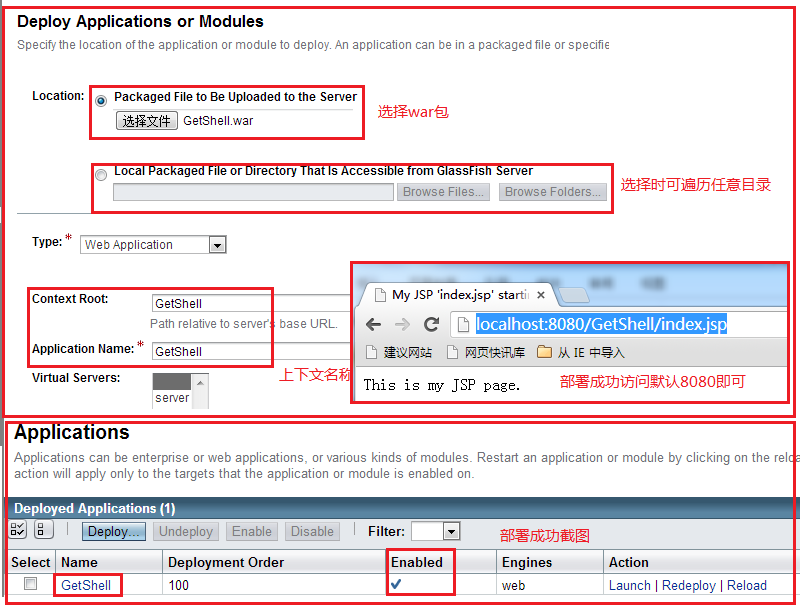 Deploy Applications or Modules
Specify the location of the application or module to deploy. An application can be in a packaged file or specifie
Location:
Packaged File to Be Uploaded to the Server
选择文件 GetShell.war
选择war包
Local Packaged File or Directory That Is Accessible from GlassFish Server
Browse Files... Browse Folders...
选择时可遍历任意目录
Type: * Web Application
Context Root: GetShell
Path relative to server's base URL.
Application Name: * GetShell
上下文名称
Virtual Servers:
server
My JSP 'index.jsp' starti
localhost:8080/GetShell/index.jsp
建议网站 网页快讯库 从 IE 中导入
This is my JSP page.
部署成功访问默认8080即可
Applications
Applications can be enterprise or web applications, or various kinds of modules. Restart an application or module by clicking on the reloa
action will apply only to the targets that the application or module is enabled on.
Deployed Applications (1)
Deploy... Undeploy Enable Disable Filter:
部署成功截图
Select Name Deployment Order Enabled Engines Action
GetShell 100 web Launch | Redeploy | Reload